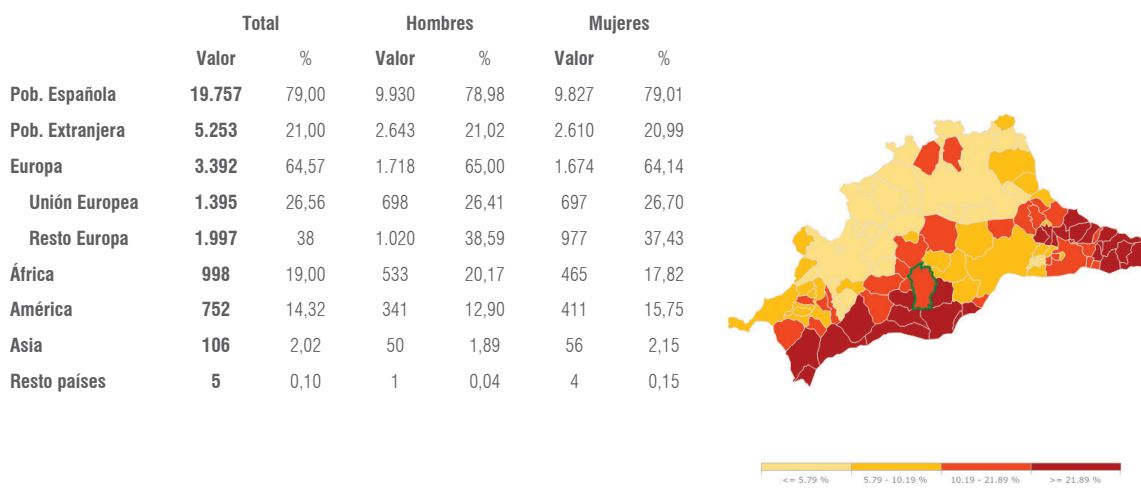 Total Hombres Mujeres
Valor % Valor % Valor %
Pob. Española 19.757 79,00 9.930 78,98 9.827 79,01
Pob. Extranjera 5.253 21,00 2.643 21,02 2.610 20,99
Europa 3.392 64,57 1.718 65,00 1.674 64,14
Unión Europea 1.395 26,56 698 26,41 697 26,70
Resto Europa 1.997 38 1.020 38,59 977 37,43
África 998 19,00 533 20,17 465 17,82
América 752 14,32 341 12,90 411 15,75
Asia 106 2,02 50 1,89 56 2,15
Resto países 5 0,10 1 0,04 4 0,15
<= 5.79 % 5.79 - 10.19 % 10.19 - 21.89 % >= 21.89 %